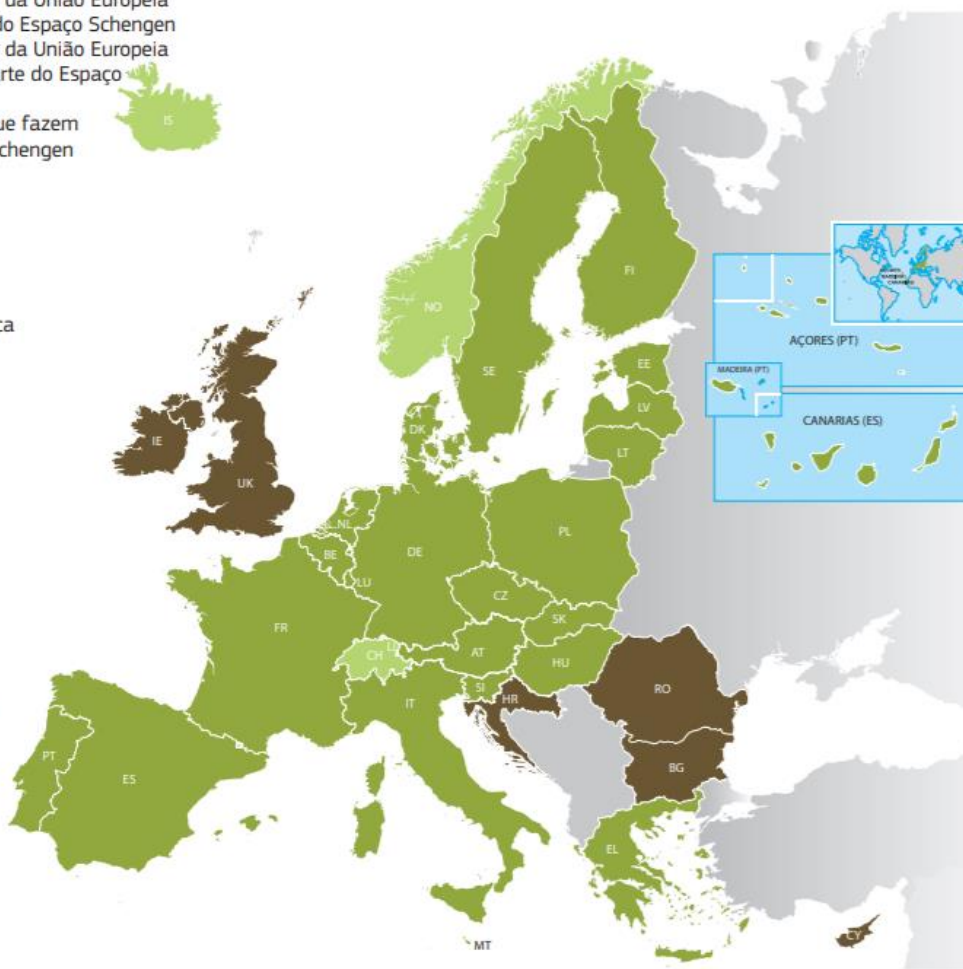 da União Europeia
do Espaço Schengen
da União Europeia
rte do Espaço
ue fazem
chengen
ta
IS
NO
FI
SE
EE
LV
LT
DK
IE
UK
NL
BE
LU
DE
PL
CZ
SK
FR
CH
AT
HU
SI
HR
RO
IT
BG
PT
ES
EL
MT
CY
AÇORES (PT)
MADEIRA (PT)
CANARIAS (ES)